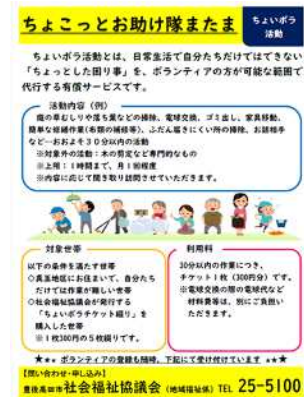 ちょこっとお助け隊またま
ちょいボラ
活動
ちょいボラ活動とは、日常生活で自分たちだけではできない
「ちょっとした困り事」を、ボランティアの方が可能な範囲で
代行する有償サービスです。
活動内容（例）
庭の草むしりや落ち葉などの掃除、電球交換、ゴミ出し、家具移動、
簡単な修繕作業（布類の補修等）、ふだん届きにくい所の掃除、お話相手
など…おおよそ３０分以内の活動
※対象外の活動：木の剪定など専門的なもの
※上限：１時間まで、月１回程度
※内容に応じて聞き取り訪問させていただきます。
対象世帯
以下の条件を満たす世帯
○真玉地区にお住まいで、自分たち
だけでは作業が難しい世帯
○社会福祉協議会が発行する
「ちょいボラチケット綴り」を
購入した世帯
※１枚300円の５枚綴りです。
利用料
30分以内の作業につき、
チケット１枚（300円分）です。
※電球交換の際の電球代など
材料費等は、別にご負担い
ただきます。
★★★ ボランティアの登録も随時、下記にて受け付けています ★★★
【問い合わせ・申し込み】
豊後高田市社会福祉協議会（地域福祉係）TEL 25-5100